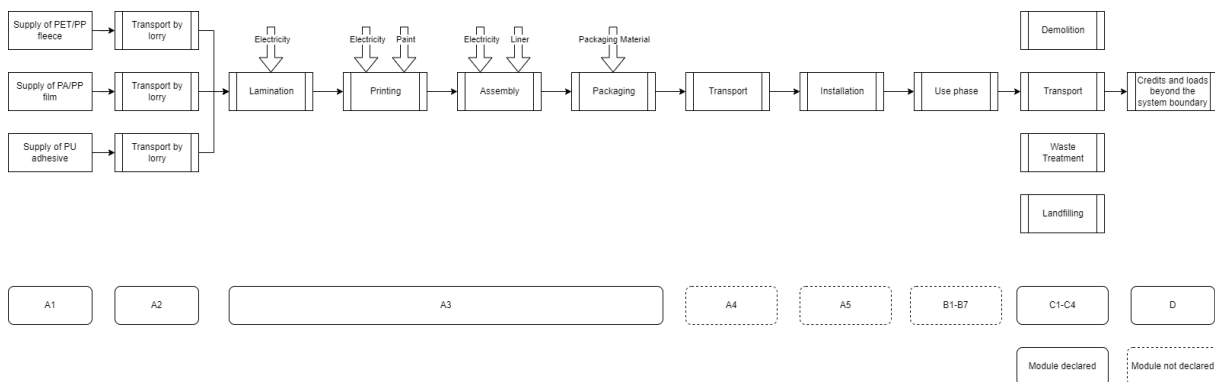 Supply of PET/PP
fleece
Transport by
lorry
Demolition
Electricity
Electricity
Paint
Electricity
Liner
Packaging Material
Supply of PA/PP
film
Transport by
lorry
Lamination
Printing
Assembly
Packaging
Transport
Installation
Use phase
Transport
Credits and loads
beyond the
system boundary
Supply of PU
adhesive
Transport by
lorry
Waste
Treatment
Landfilling
A1
A2
A3
A4
A5
B1-B7
C1-C4
D
Module declared
Module not declared